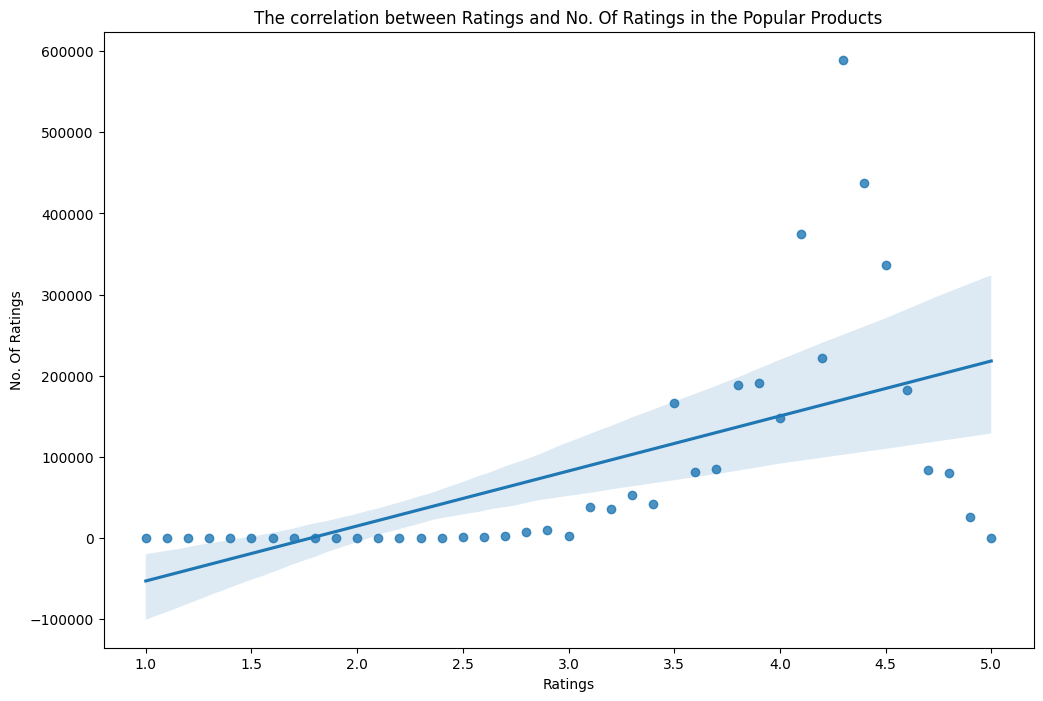 The correlation between Ratings and No. Of Ratings in the Popular Products
600000
500000
400000
300000
200000
100000
0
−100000
No. Of Ratings
1.0 1.5 2.0 2.5 3.0 3.5 4.0 4.5 5.0
Ratings